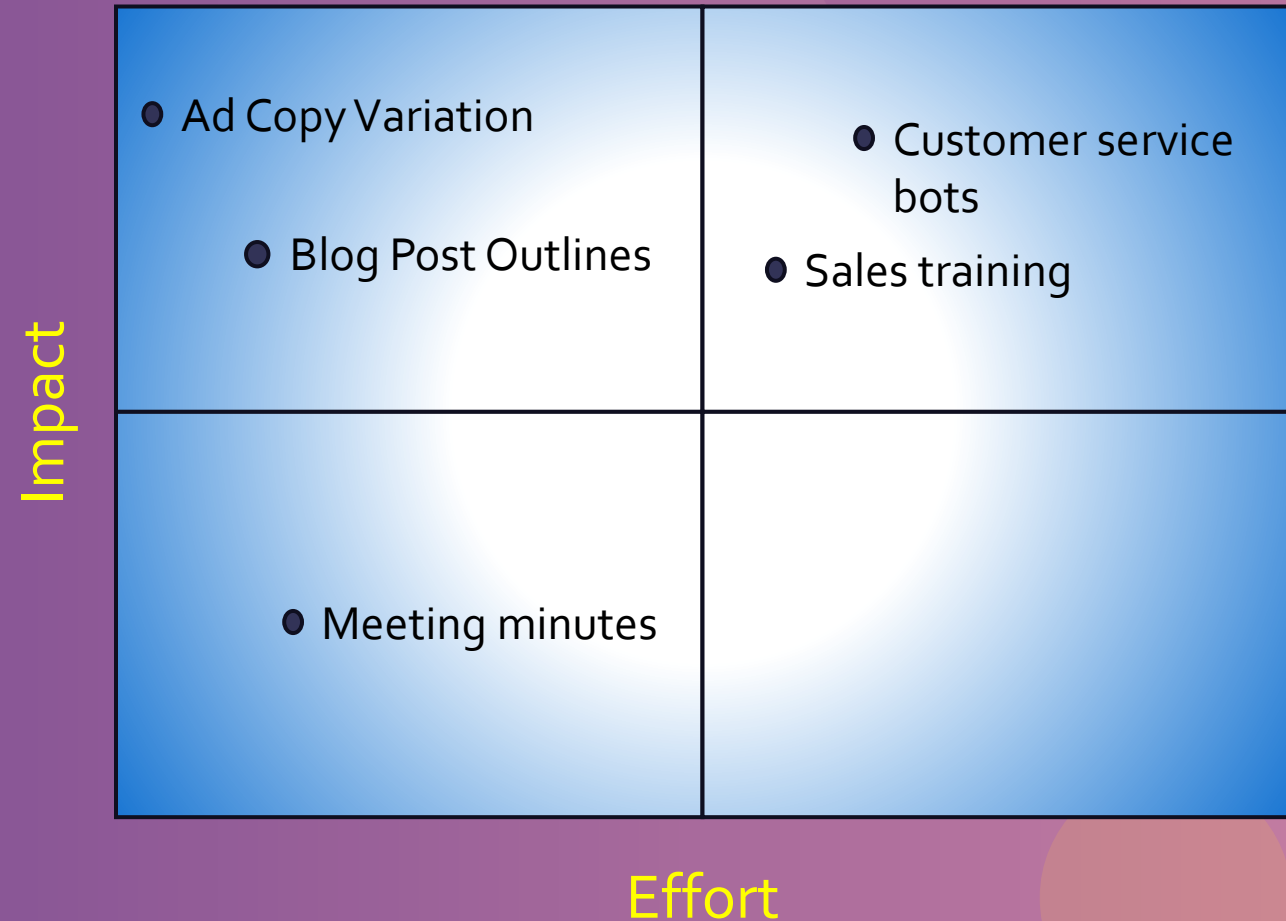 Ad Copy Variation
Customer service
bots
Blog Post Outlines
Sales training
Impact
Meeting minutes
Effort